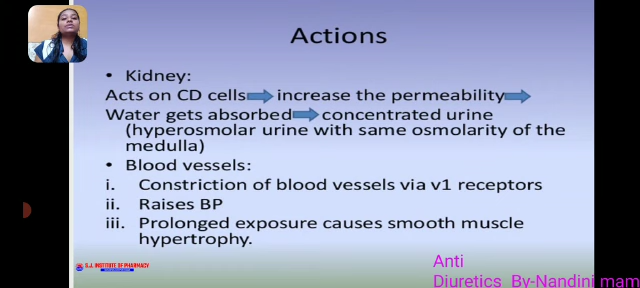 Actions
• Kidney:
Acts on CD cells increase the permeability
Water gets absorbed concentrated urine
(hyperosmolar urine with same osmolarity of the
medulla)
• Blood vessels:
i. Constriction of blood vessels via v1 receptors
ii. Raises BP
iii. Prolonged exposure causes smooth muscle
hypertrophy.
S.J. INSTITUTE OF PHARMACY
Anti
Diuretics By-Nandini mam